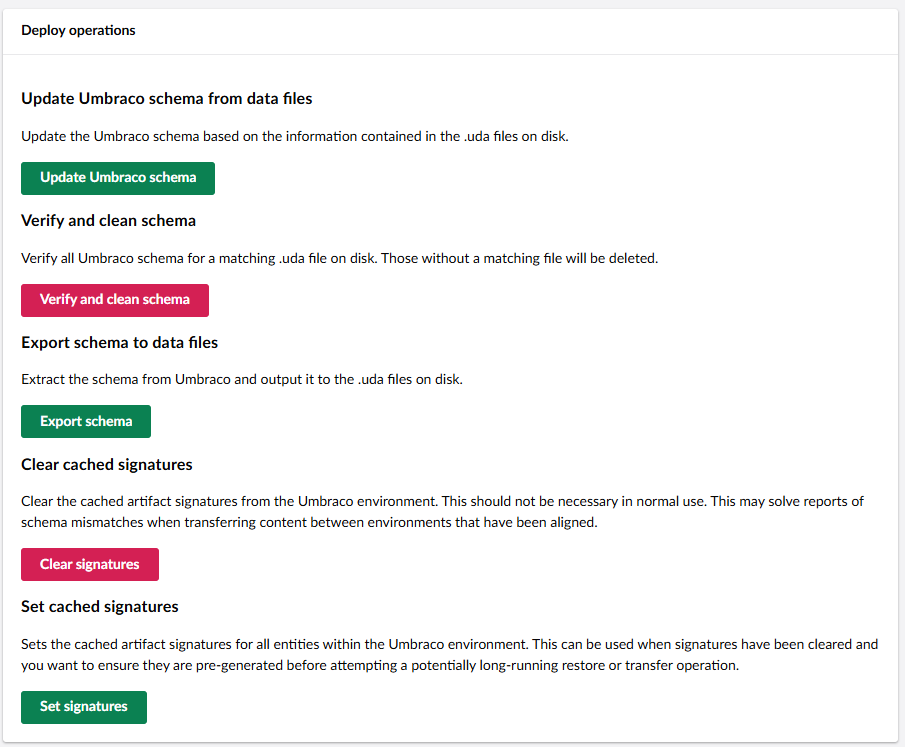 Deploy operations
Update Umbraco schema from data files
Update the Umbraco schema based on the information contained in the .uda files on disk.
Update Umbraco schema
Verify and clean schema
Verify all Umbraco schema for a matching .uda file on disk. Those without a matching file will be deleted.
Verify and clean schema
Export schema to data files
Extract the schema from Umbraco and output it to the .uda files on disk.
Export schema
Clear cached signatures
Clear the cached artifact signatures from the Umbraco environment. This should not be necessary in normal use. This may solve reports of
schema mismatches when transferring content between environments that have been aligned.
Clear signatures
Set cached signatures
Sets the cached artifact signatures for all entities within the Umbraco environment. This can be used when signatures have been cleared and
you want to ensure they are pre-generated before attempting a potentially long-running restore or transfer operation.
Set signatures